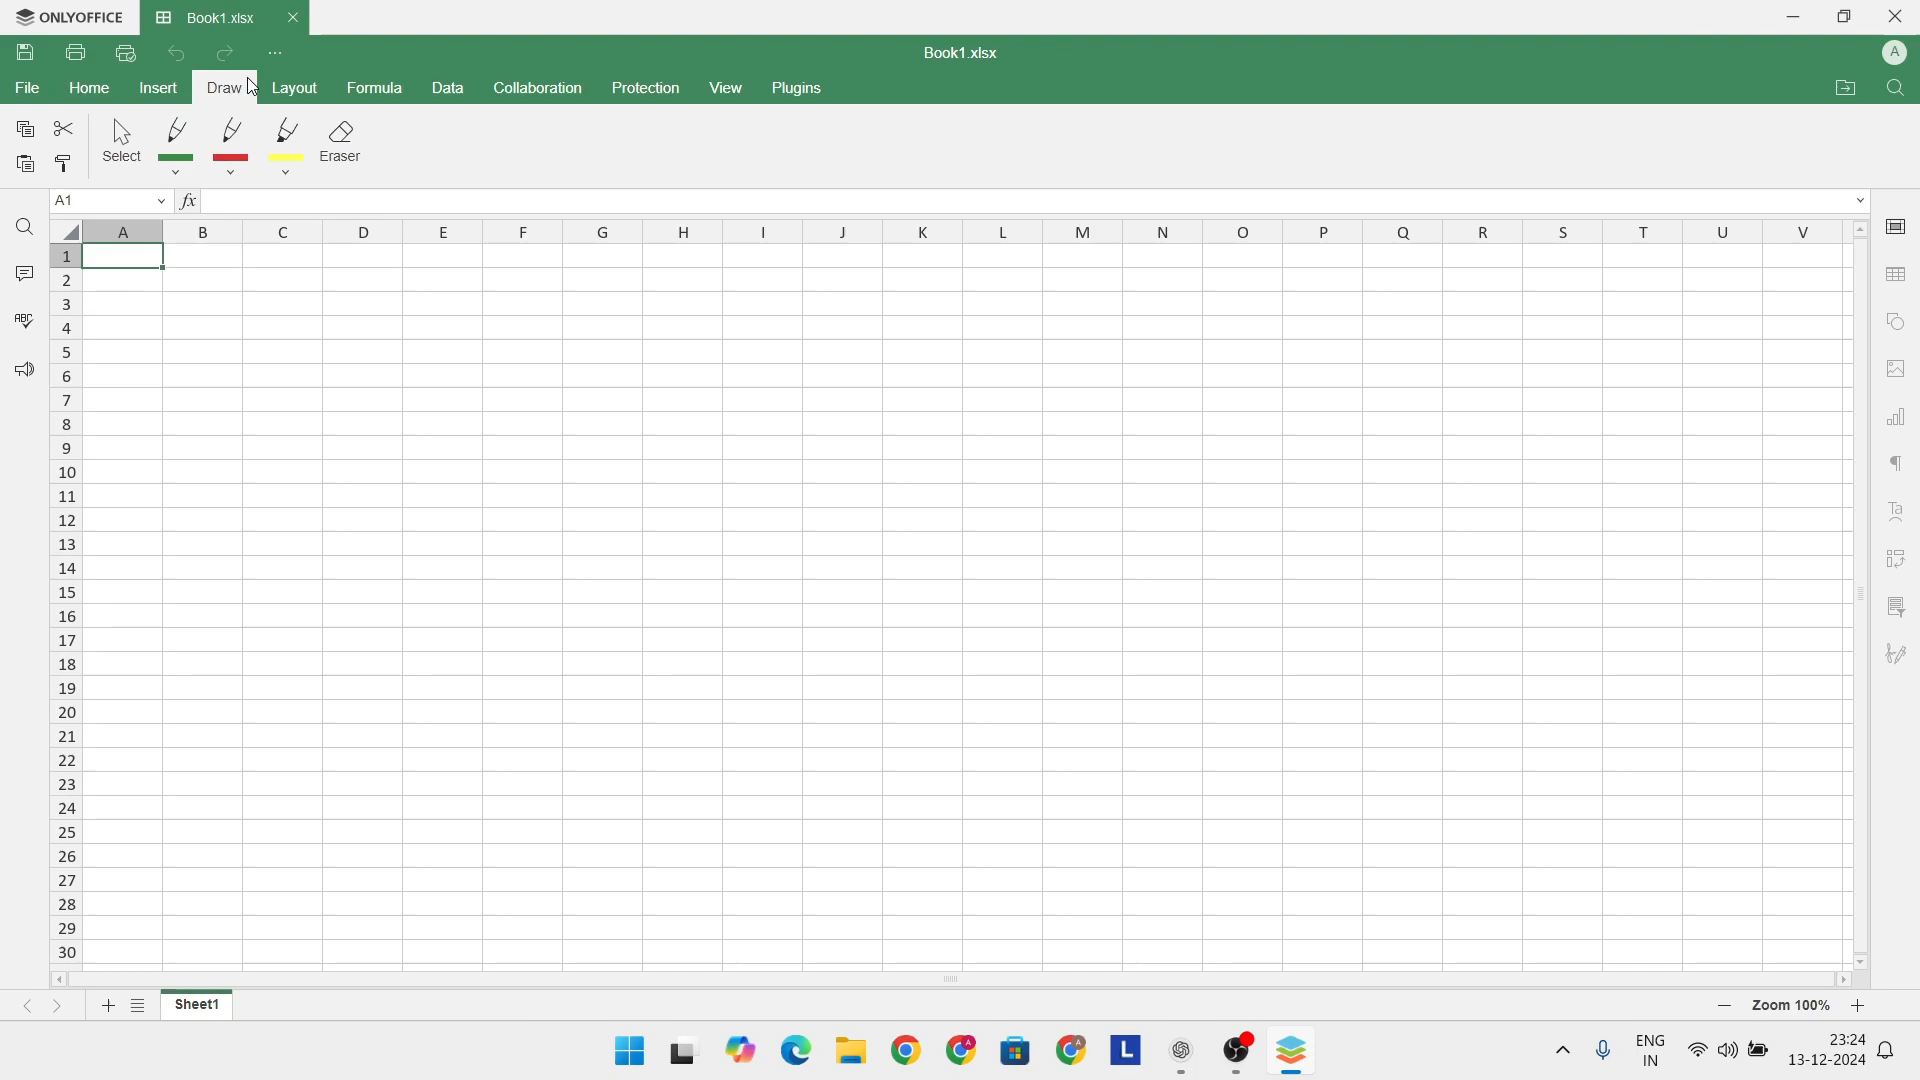 ONLYOFFICE Book1.xlsx
Book1.xlsx A
File Home Insert Draw Layout Formula Data Collaboration Protection View Plugins
Select Eraser
A1 fx
A B C D E F G H I J K L M N O P Q R S T U V
1
2
3
4
5
6
7
8
9
10
11
12
13
14
15
16
17
18
19
20
21
22
23
24
25
26
27
28
29
30
ABC
Ta
Sheet1 Zoom 100%
L A A
ENG
IN
23:24
13-12-2024